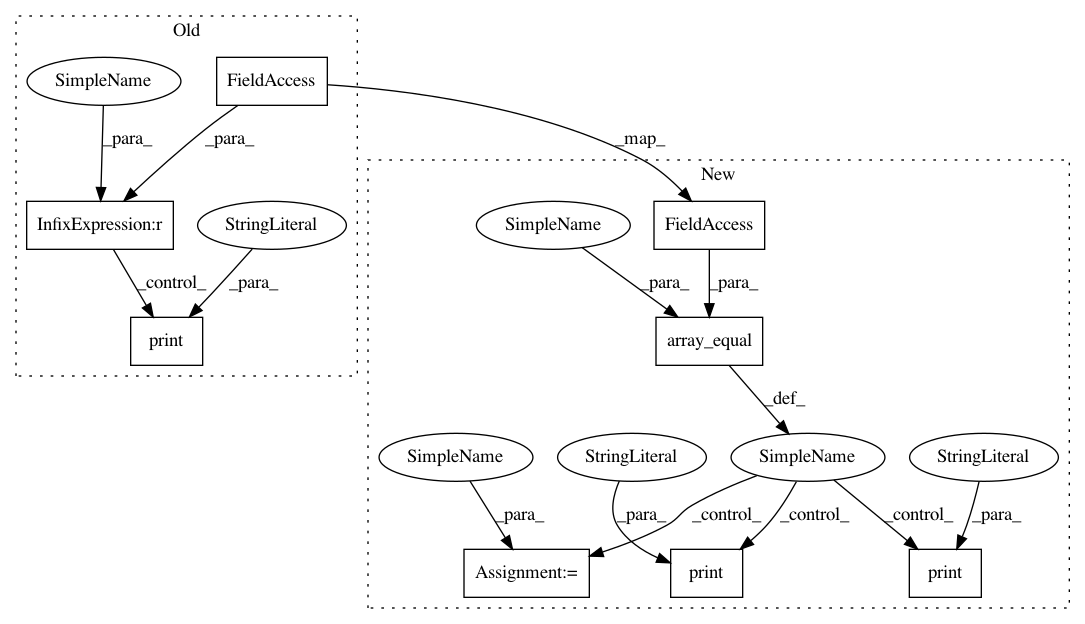 Old
SimpleName
FieldAccess
_para_
_para_
_map_
New
InfixExpression:r
StringLiteral
SimpleName
FieldAccess
_control_
_para_
_para_
_para_
print
array_equal
_def_
SimpleName
StringLiteral
SimpleName
StringLiteral
_para_
_para_
_control_
_control_
_control_
_para_
Assignment:=
print
print